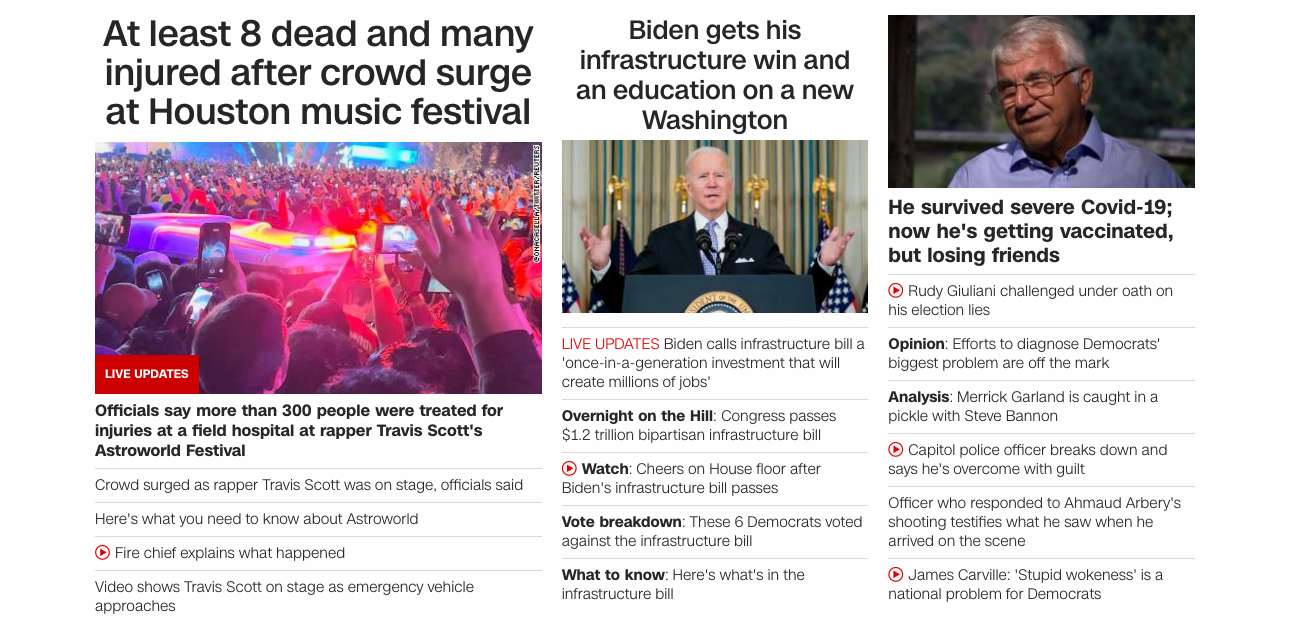 At least 8 dead and many
injured after crowd surge
at Houston music festival
@ONACASELLA/TWITTER/REUTERS
LIVE UPDATES
Officials say more than 300 people were treated for
injuries at a field hospital at rapper Travis Scott's
Astroworld Festival
Crowd surged as rapper Travis Scott was on stage, officials said
Here's what you need to know about Astroworld
Fire chief explains what happened
Video shows Travis Scott on stage as emergency vehicle
approaches
Biden gets his
infrastructure win and
an education on a new
Washington
LIVE UPDATES Biden calls infrastructure bill a
'once-in-a-generation investment that will
create millions of jobs'
Overnight on the Hill: Congress passes
$1.2 trillion bipartisan infrastructure bill
Watch: Cheers on House floor after
Biden's infrastructure bill passes
Vote breakdown: These 6 Democrats voted
against the infrastructure bill
What to know: Here's what's in the
infrastructure bill
He survived severe Covid-19;
now he's getting vaccinated,
but losing friends
Rudy Giuliani challenged under oath on
his election lies
Opinion: Efforts to diagnose Democrats'
biggest problem are off the mark
Analysis: Merrick Garland is caught in a
pickle with Steve Bannon
Capitol police officer breaks down and
says he's overcome with guilt
Officer who responded to Ahmaud Arbery's
shooting testifies what he saw when he
arrived on the scene
James Carville: 'Stupid wokeness' is a
national problem for Democrats